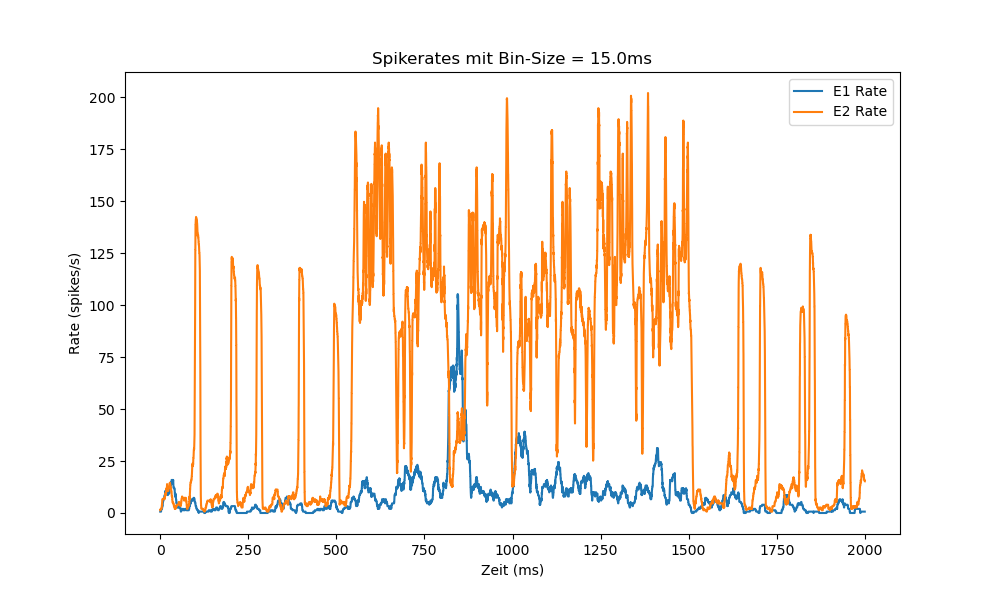 Spikerates mit Bin-Size = 15.0ms
E1 Rate
E2 Rate
200
175
150
125
100
75
50
25
0
Rate (spikes/s)
0 250 500 750 1000 1250 1500 1750 2000
Zeit (ms)